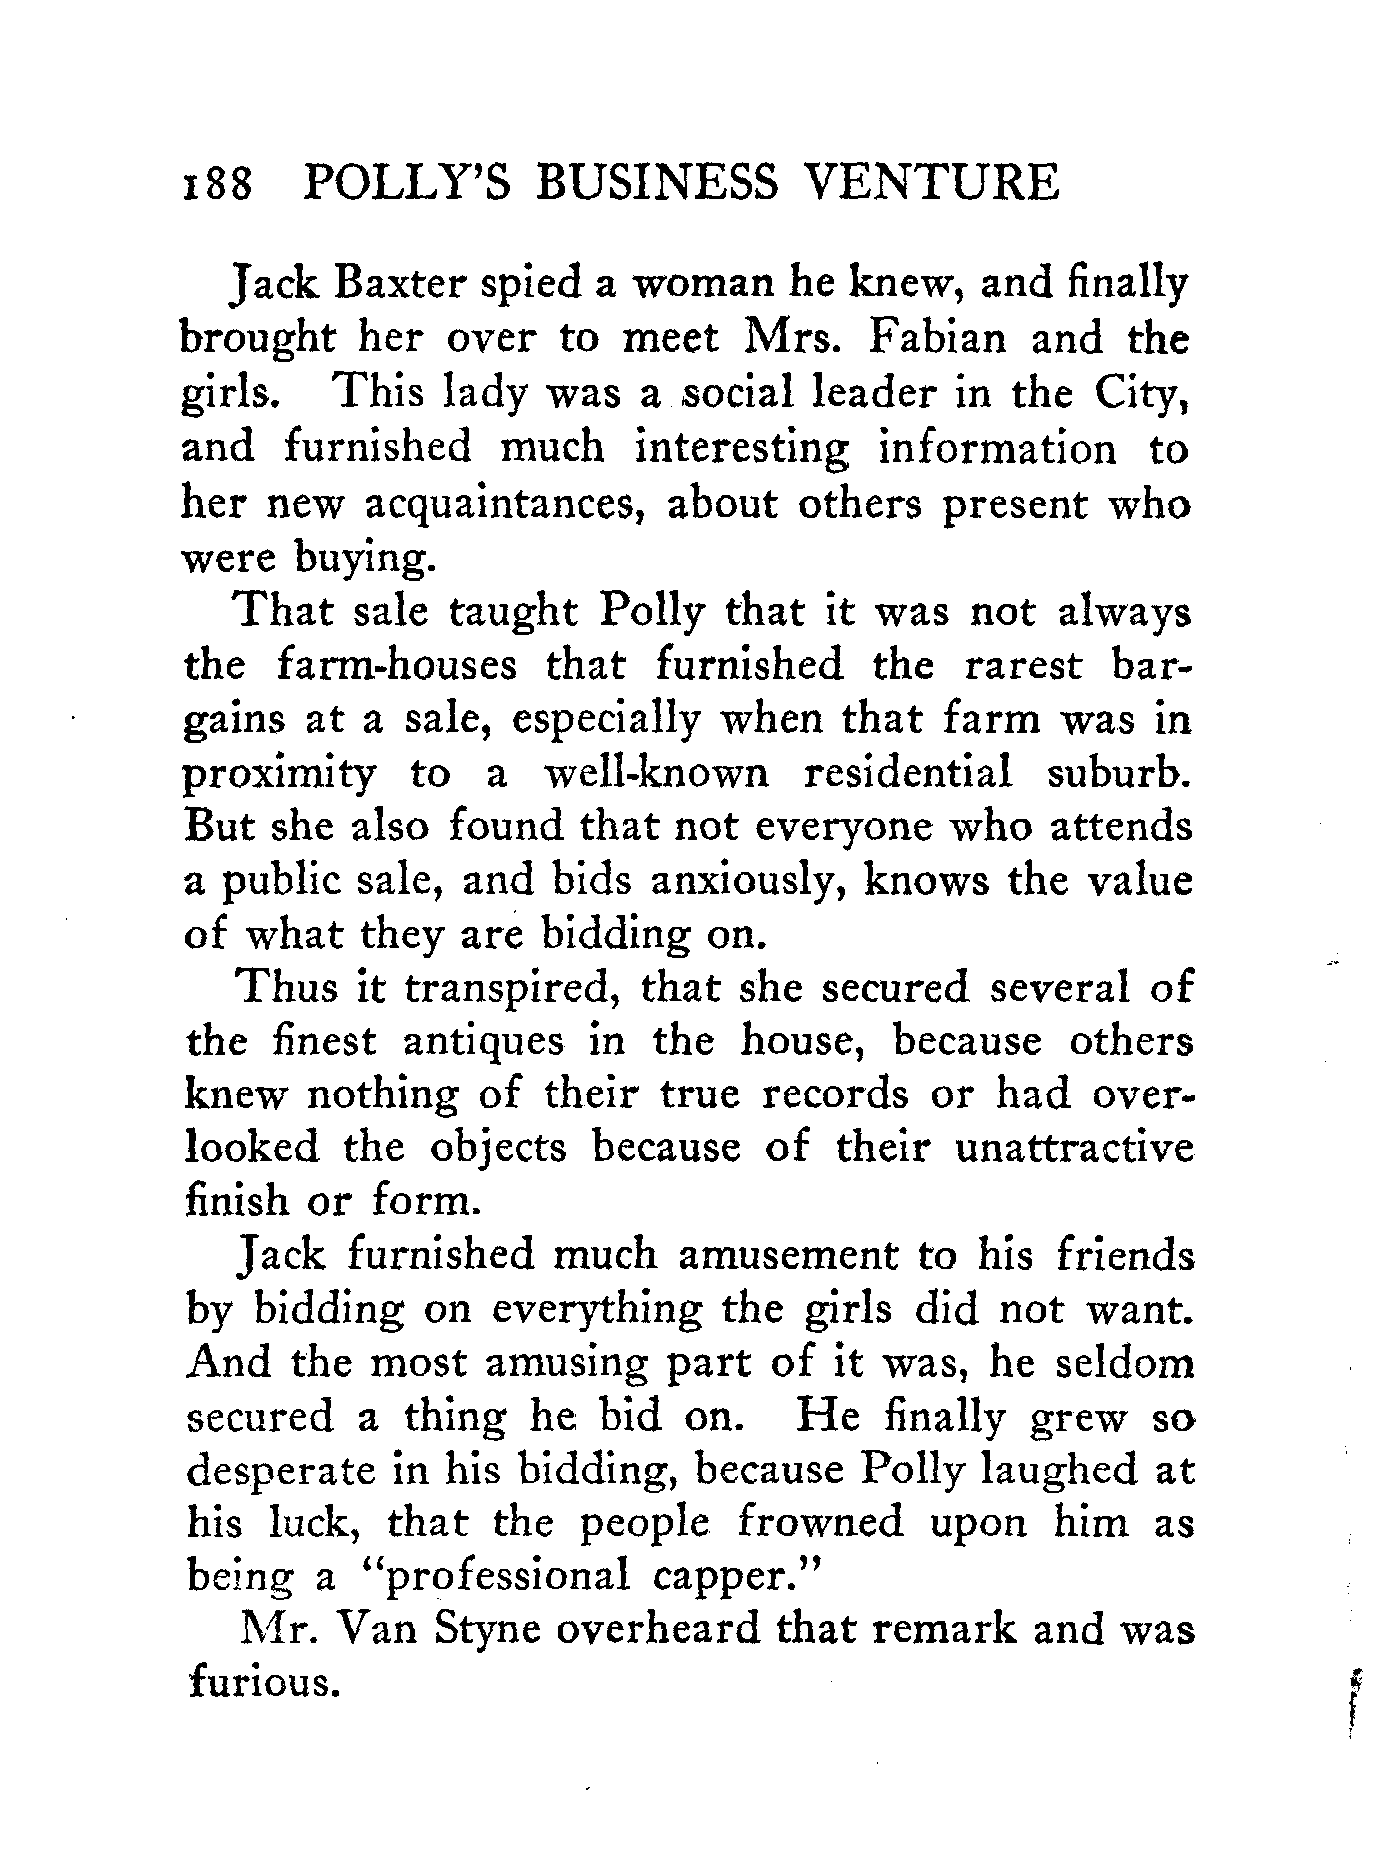 188 POLLY'S BUSINESS VENTURE
Jack Baxter spied a woman he knew, and finally
brought her over to meet Mrs. Fabian and the
girls. This lady was a social leader in the City,
and furnished much interesting information to
her new acquaintances, about others present who
were buying.
That sale taught Polly that it was not always
the farm-houses that furnished the rarest bar-
gains at a sale, especially when that farm was in
proximity to a well-known residential suburb.
But she also found that not everyone who attends
a public sale, and bids anxiously, knows the value
of what they are bidding on.
Thus it transpired, that she secured several of
the finest antiques in the house, because others
knew nothing of their true records or had over-
looked the objects because of their unattractive
finish or form.
Jack furnished much amusement to his friends
by bidding on everything the girls did not want.
And the most amusing part of it was, he seldom
secured a thing he bid on. He finally grew so
desperate in his bidding, because Polly laughed at
his luck, that the people frowned upon him as
being a "professional capper."
Mr. Van Styne overheard that remark and was
furious.